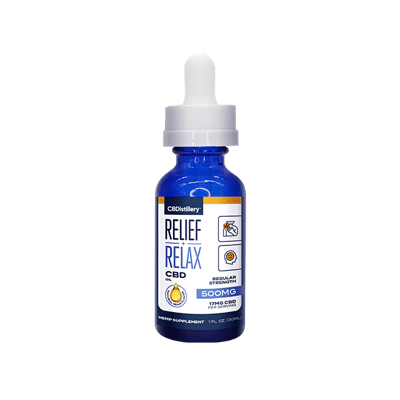 CBDistillery
RELIEF
+
RELAX
CBD
OIL
REGULAR
STRENGTH
500MG
17MG CBD
PER SERVING
HEMP SUPPLEMENT 1 FL OZ (30ML)